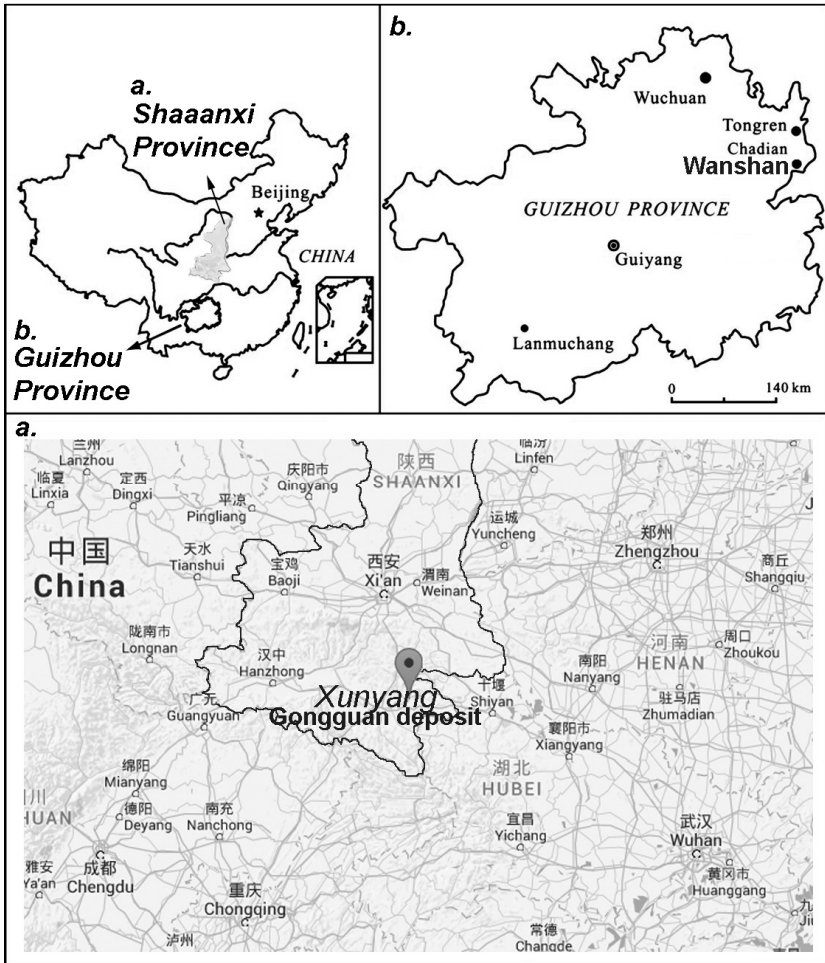 a.
Shaaanxi
Province
Beijing
CHINA
b.
Guizhou
Province
b.
Wuchuan
Tongren
Chadian
Wanshan
GUIZHOU PROVINCE
Guiyang
Lanmuchang
0 140 km
a.
兰州
Lanzhou
临夏
Linxia
定西
Dingxi
庆阳市
Qingyang
平凉
Pingliang
陕西
SHAANXI
临汾
Linfen
运城
Yuncheng
郑州
Zhengzhou
商丘
Shangqiu
中国
China
天水
Tianshui
宝鸡
Baoji
西安
Xi'an
渭南
Weinan
陇南市
Longnan
汉中
Hanzhong
河南
HENAN
周口
Zhoukou
南阳
Nanyang
驻马店
Zhumadian
广元
Guangyuan
Xunyang
Gongguan deposit
十堰
Shiyan
襄阳市
Xiangyang
绵阳
Mianyang
德阳
Deyang
南充
Nanchong
湖北
HUBEI
宜昌
Yichang
武汉
Wuhan
黄冈市
Huanggang
川
HUAN
雅安
Ya'an
成都
Chengdu
重庆
Chongqing
泸州
常德
Changde
九
Ji